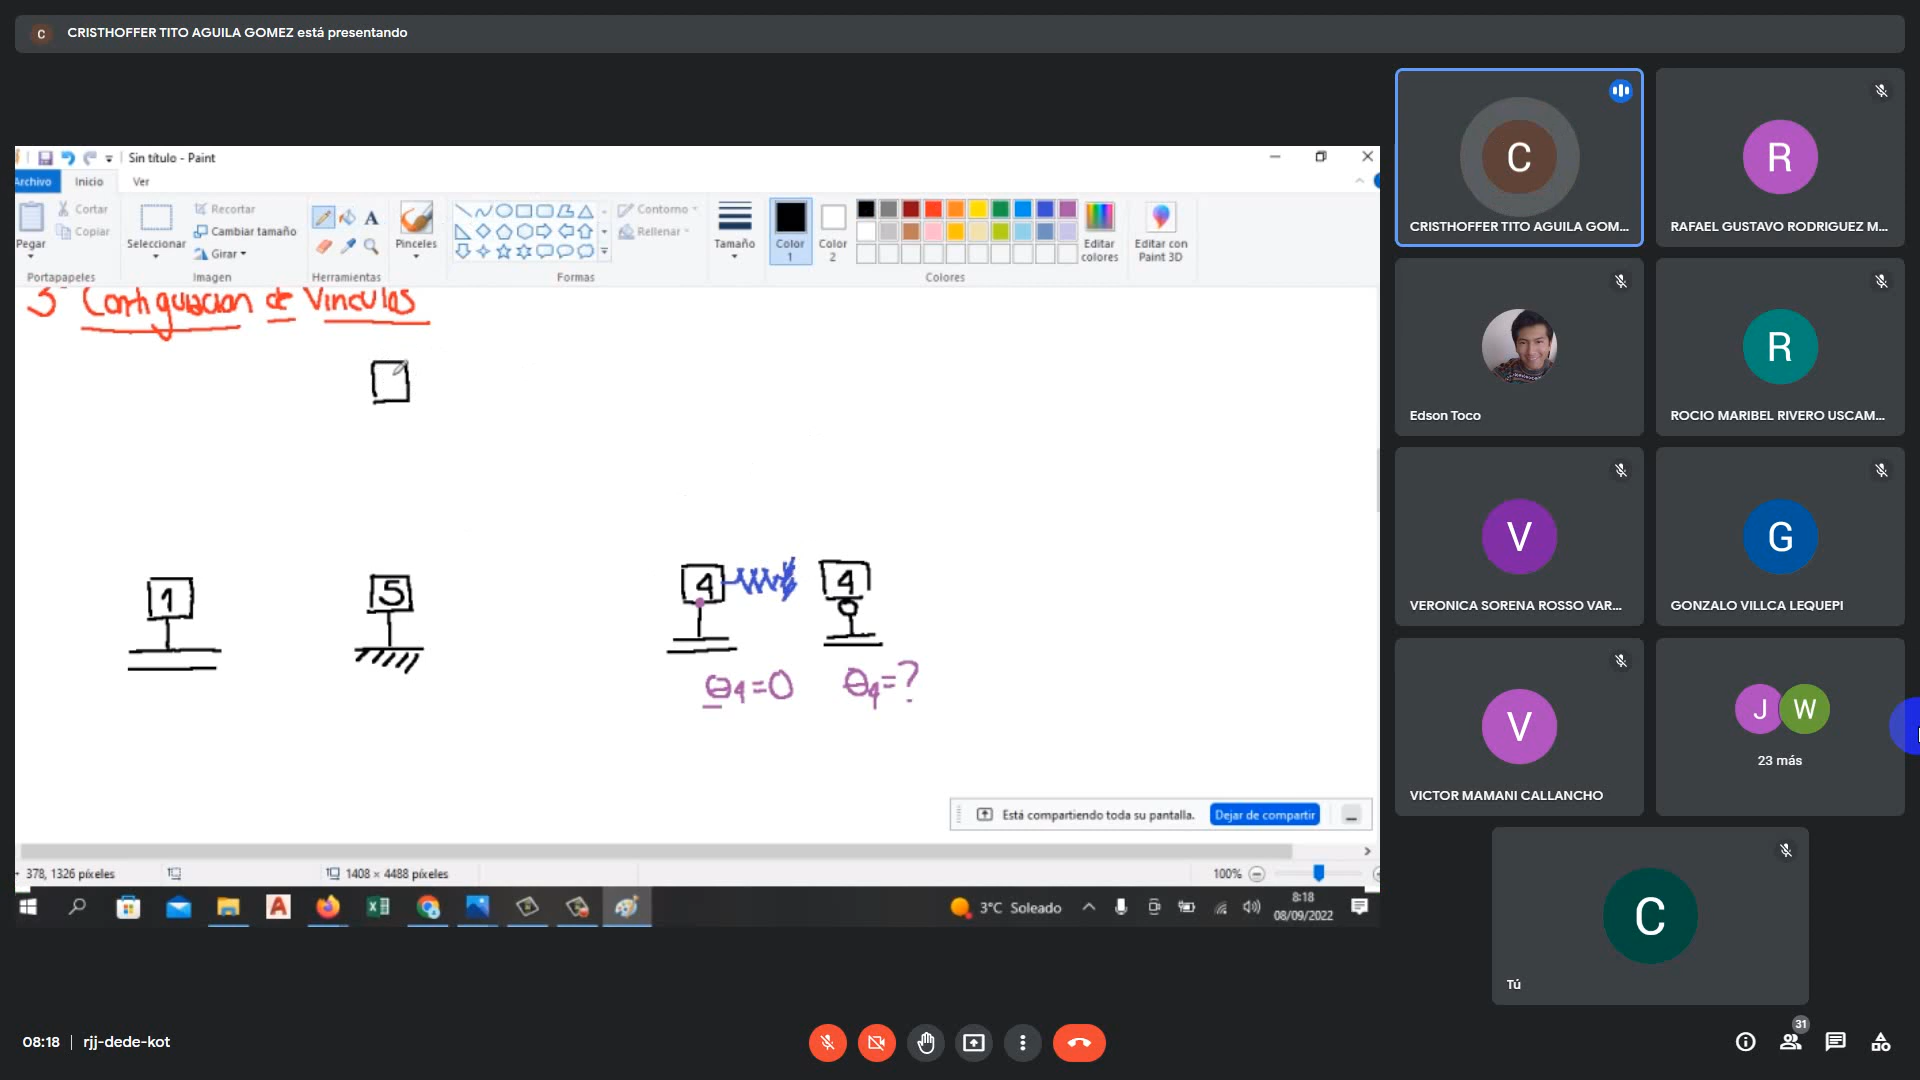 C CRISTHOFFER TITO AGUILA GOMEZ está presentando
Sin título - Paint
Archivo Inicio Ver
Pegar
Cortar
Copiar
Portapapeles
Seleccionar
Recortar
Cambiar tamaño
Girar
Imagen
A
Herramientas
Pinceles
Formas
Contorno
Rellenar
Tamaño
Color 1
Color 2
Colores
Editar colores
Editar con Paint 3D
Configuracion de Vinculos
1 5 4 4
θ4=0 θ4=?
Está compartiendo toda su pantalla. Dejar de compartir
378, 1326 píxeles 1408 × 4488 píxeles 100%
3°C Soleado 8:18
08/09/2022
C
CRISTHOFFER TITO AGUILA GOM...
R
RAFAEL GUSTAVO RODRIGUEZ M...
Edson Toco
R
ROCIO MARIBEL RIVERO USCAM...
V
VERONICA SORENA ROSSO VAR...
G
GONZALO VILLCA LEQUEPI
V
VICTOR MAMANI CALLANCHO
J W
23 más
C
Tú
08:18 | rjj-dede-kot
31